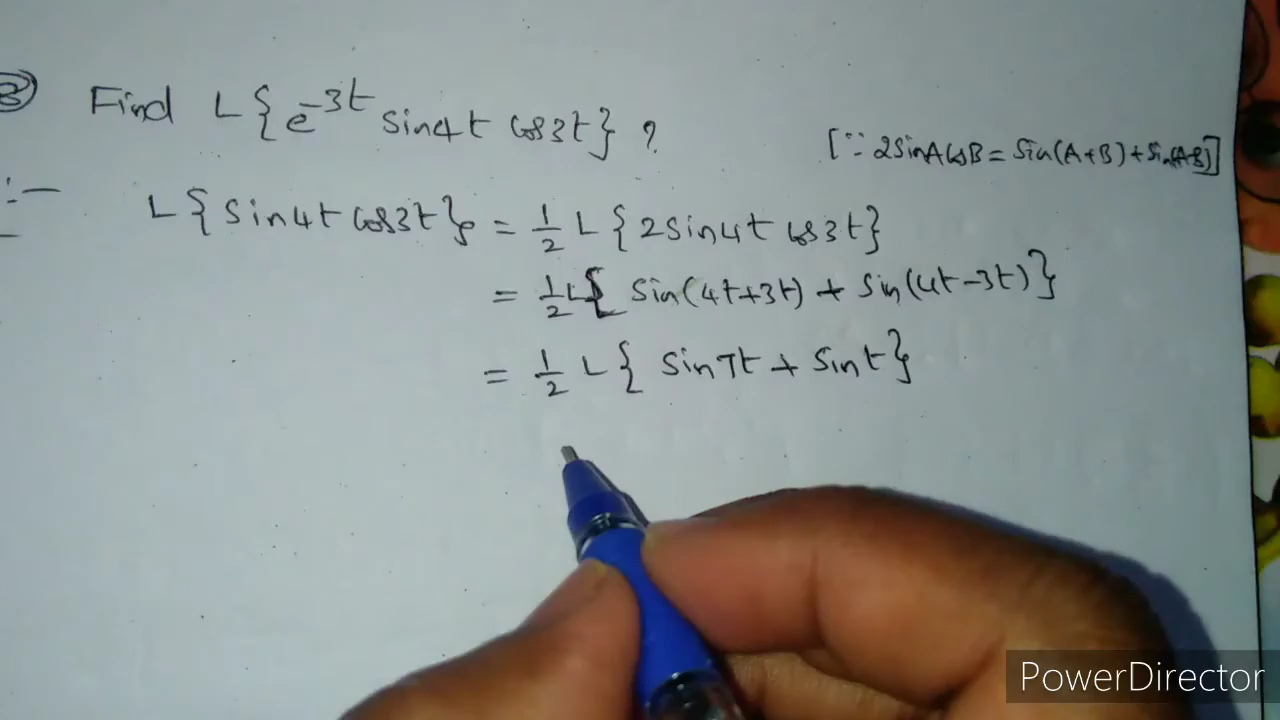 ③ Find L{e^-3t sin4t cos3t} ?
[∵ 2SinACosB = Sin(A+B)+Sin(A-B)]
:-  L{Sin4t cos3t} = 1/2 L{2Sin4t cos3t}
= 1/2 L{ Sin(4t+3t) + Sin(4t-3t)}
= 1/2 L{ Sin7t + Sint}
PowerDirector